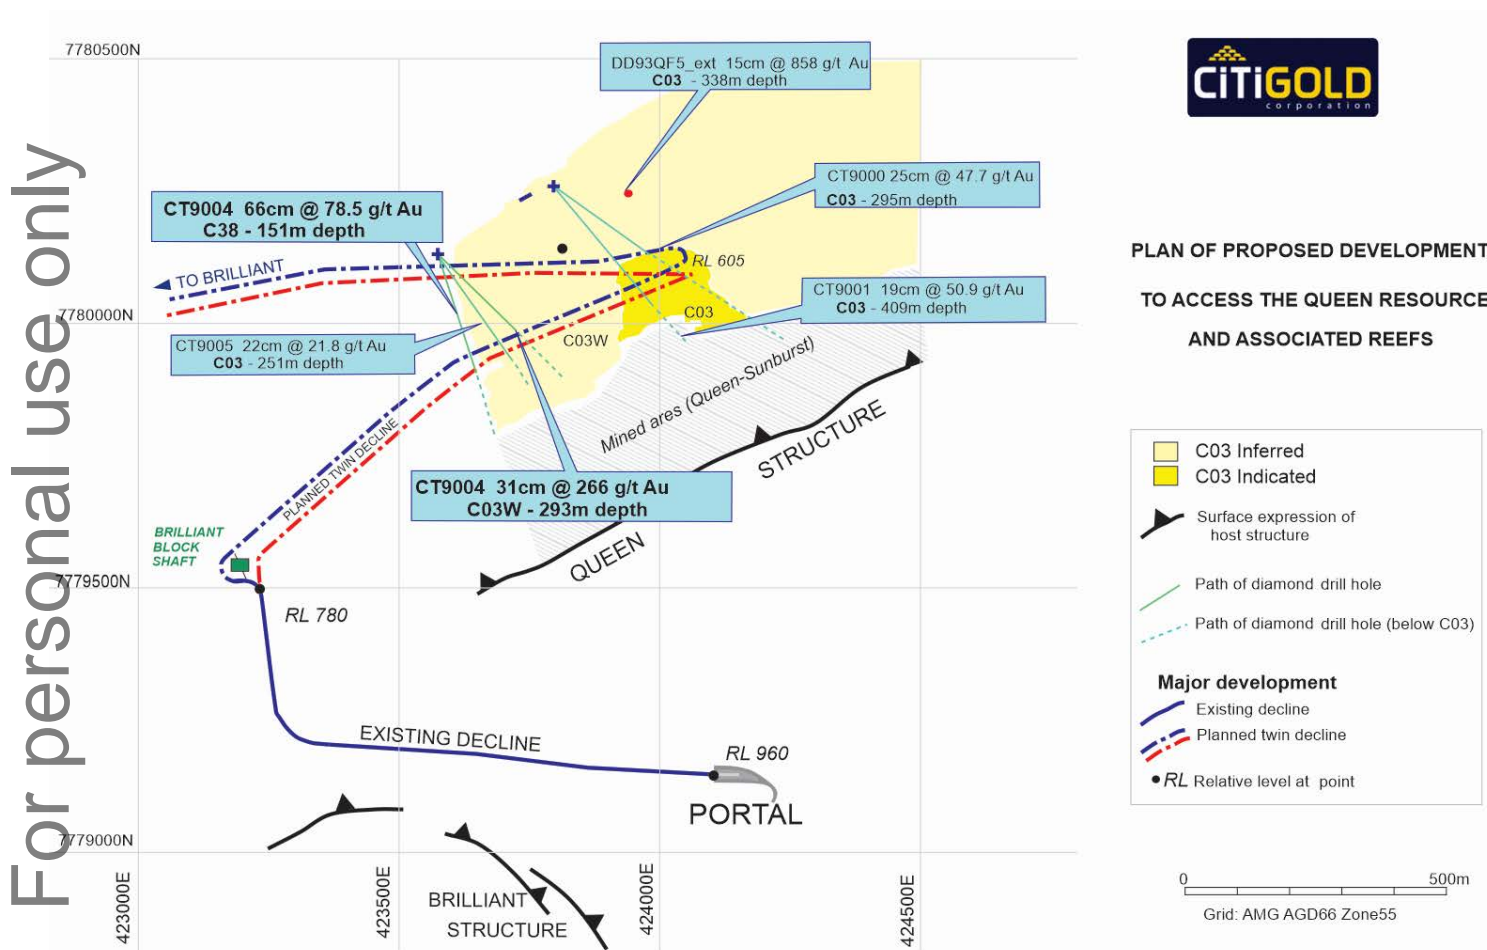 For personal use only
7780500N
DD93QF5_ext 15cm @ 858 g/t Au
C03 - 338m depth
CiTiGOLD
corporation
CT9000 25cm @ 47.7 g/t Au
C03 - 295m depth
CT9004 66cm @ 78.5 g/t Au
C38 - 151m depth
PLAN OF PROPOSED DEVELOPMENT
TO ACCESS THE QUEEN RESOURCE
AND ASSOCIATED REEFS
TO BRILLIANT
RL 605
CT9001 19cm @ 50.9 g/t Au
C03 - 409m depth
7780000N
C03
C03W
CT9005 22cm @ 21.8 g/t Au
C03 - 251m depth
Mined ares (Queen-Sunburst)
PLANNED TWIN DECLINE
QUEEN
STRUCTURE
CT9004 31cm @ 266 g/t Au
C03W - 293m depth
BRILLIANT
BLOCK
SHAFT
7779500N
RL 780
EXISTING DECLINE
RL 960
PORTAL
7779000N
BRILLIANT
STRUCTURE
423000E
423500E
424000E
424500E
C03 Inferred
C03 Indicated
Surface expression of
host structure
Path of diamond drill hole
Path of diamond drill hole (below C03)
Major development
Existing decline
Planned twin decline
RL Relative level at point
0 500m
Grid: AMG AGD66 Zone55